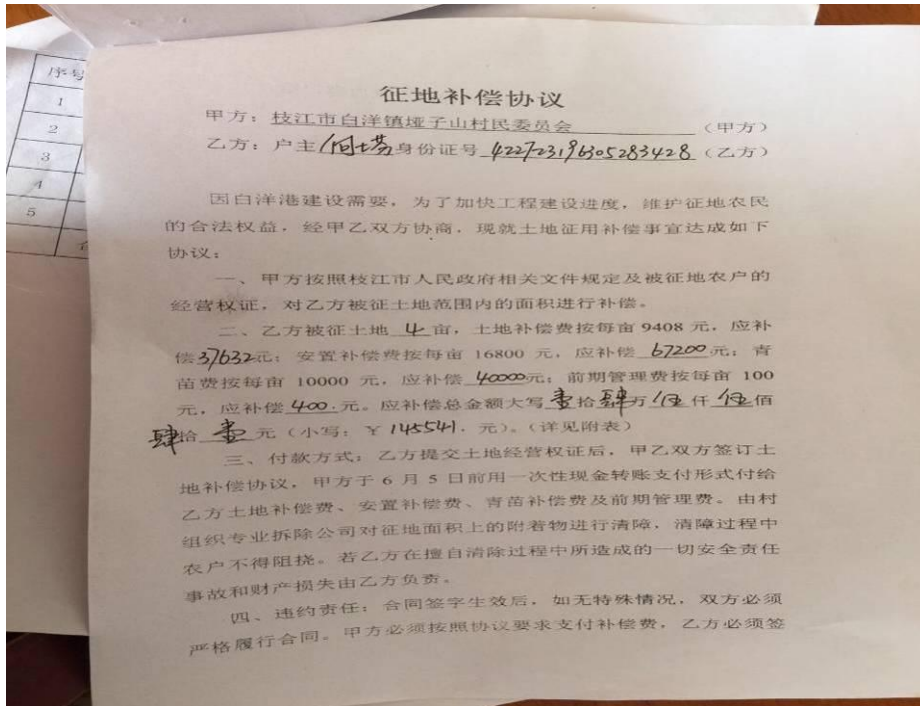 序号
1
2
3
4
5
征地补偿协议
甲方：枝江市白洋镇垭子山村民委员会（甲方）
乙方：户主 身份证号 422723196305283428（乙方）
因白洋港建设需要，为了加快工程建设进度，维护征地农民
的合法权益，经甲乙双方协商，现就土地征用补偿事宜达成如下
协议：
一、甲方按照枝江市人民政府相关文件规定及被征地农户的
经营权证，对乙方被征土地范围内的面积进行补偿。
二、乙方被征土地 4 亩，土地补偿费按每亩 9408 元，应补
偿37632元；安置补偿费按每亩 16800 元，应补偿 67200元；青
苗费按每亩 10000 元，应补偿 40000元；前期管理费按每亩 100
元，应补偿 400.元。应补偿总金额大写壹拾肆万伍仟伍佰
肆拾壹元（小写：￥145541.元）。（详见附表）
三、付款方式：乙方提交土地经营权证后，甲乙双方签订土
地补偿协议，甲方于 6 月 5 日前用一次性现金转账支付形式付给
乙方土地补偿费、安置补偿费、青苗补偿费及前期管理费。由村
组织专业拆除公司对征地面积上的附着物进行清障，清障过程中
农户不得阻挠。若乙方在擅自清除过程中所造成的一切安全责任
事故和财产损失由乙方负责。
四、违约责任：合同签字生效后，如无特殊情况，双方必须
严格履行合同。甲方必须按照协议要求支付补偿费，乙方必须签